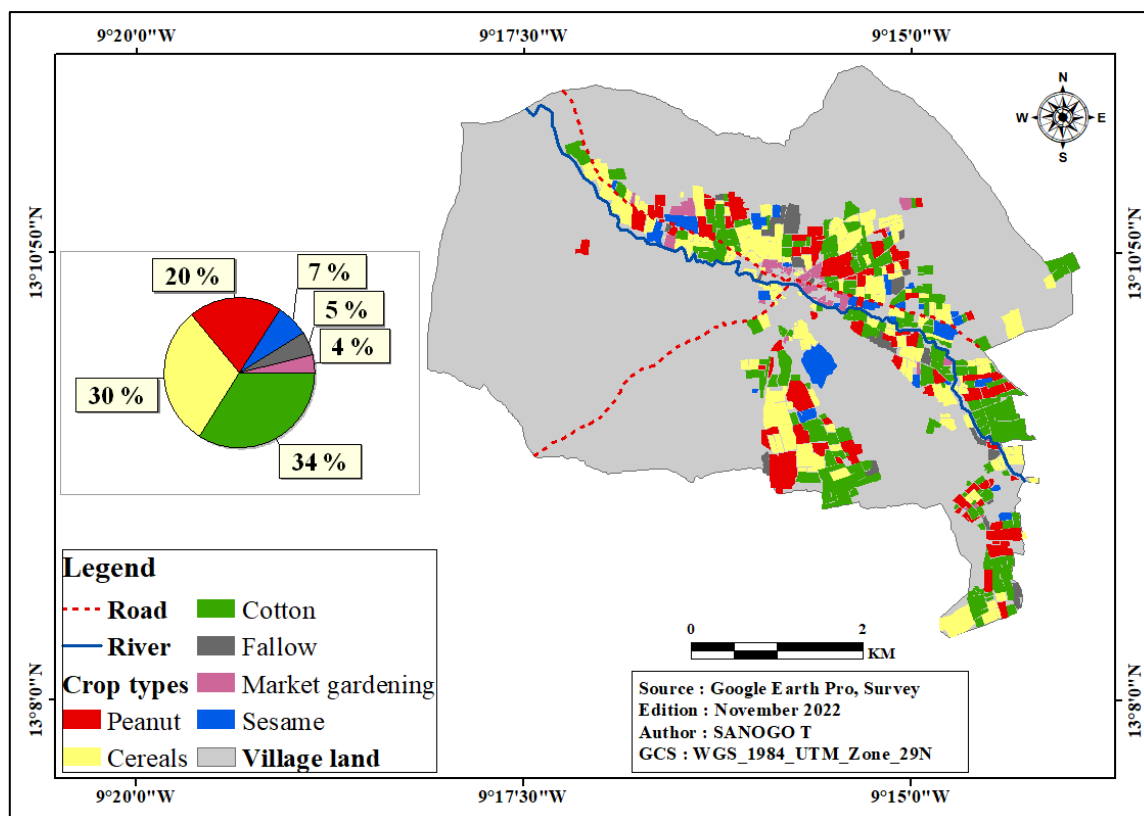 9°20'0"W 9°17'30"W 9°15'0"W
N
W E
S
13°10'50"N
13°10'50"N
20 %
7 %
5 %
4 %
30 %
34 %
Legend
Road
River
Crop types
Peanut
Cereals
Cotton
Fallow
Market gardening
Sesame
Village land
0 2
KM
Source : Google Earth Pro, Survey
Edition : November 2022
Author : SANOGO T
GCS : WGS_1984_UTM_Zone_29N
13°8'0"N
13°8'0"N
9°20'0"W 9°17'30"W 9°15'0"W